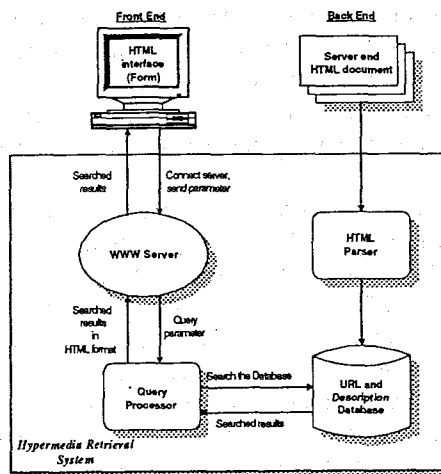 Front End
Back End
HTML
interface
(Form)
Server end
HTML document
Searched
results
Connect server,
send parameter
WWW Server
HTML
Parser
Searched
results
in
HTML format
Query
parameter
Query
Processor
Search the Database
Searched results
URL and
Description
Database
Hypermedia Retrieval
System